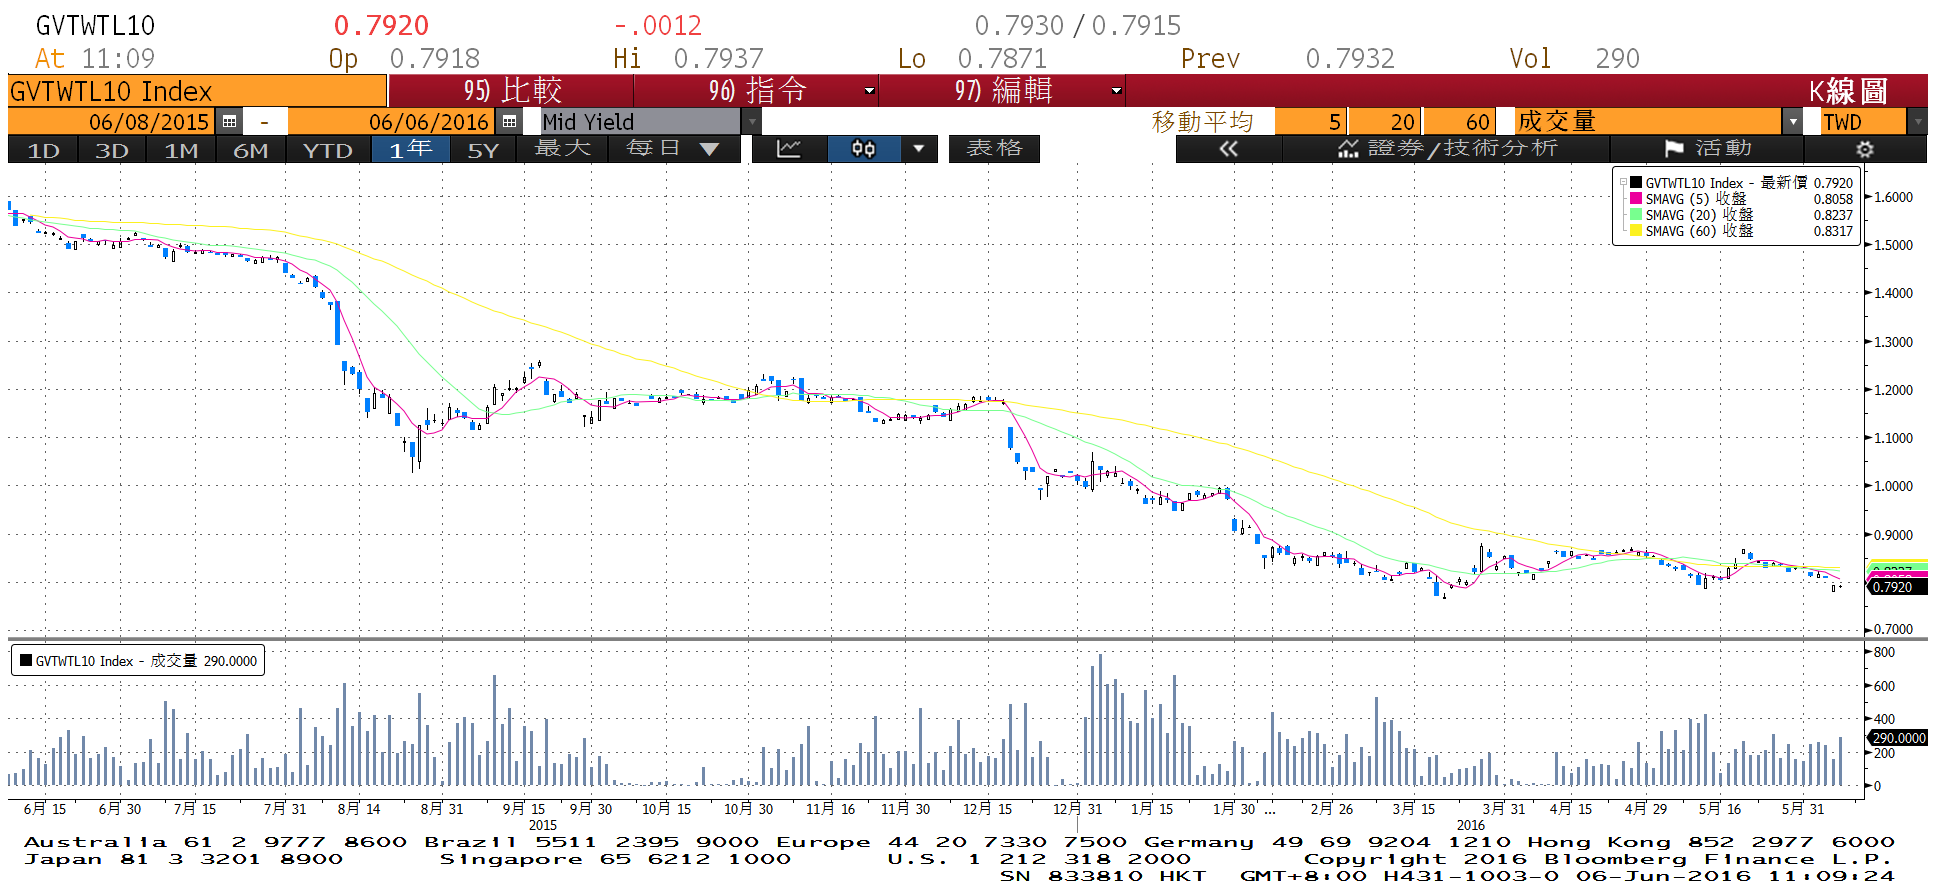 GVTWTL10 0.7920 -.0012 0.7930 / 0.7915
At 11:09 Op 0.7918 Hi 0.7937 Lo 0.7871 Prev 0.7932 Vol 290
GVTWTL10 Index 95) 比較 96) 指令 97) 編輯 K線圖
06/08/2015 - 06/06/2016 Mid Yield 移動平均 5 20 60 成交量 TWD
1D 3D 1M 6M YTD 1年 5Y 最大 每日 表格 « 證券/技術分析 活動
GVTWTL10 Index - 最新價 0.7920
SMAVG (5) 收盤 0.8058
SMAVG (20) 收盤 0.8237
SMAVG (60) 收盤 0.8317
1.6000
1.5000
1.4000
1.3000
1.2000
1.1000
1.0000
0.9000
0.7920
0.7000
GVTWTL10 Index - 成交量 290.0000
800
600
400
290.0000
200
0
6月 15 6月 30 7月 15 7月 31 8月 14 8月 31 9月 15 9月 30 10月 15 10月 30 11月 16 11月 30 12月 15 12月 31 1月 15 1月 30 ... 2月 26 3月 15 3月 31 4月 15 4月 29 5月 16 5月 31
2015 2016
Australia 61 2 9777 8600 Brazil 5511 2395 9000 Europe 44 20 7330 7500 Germany 49 69 9204 1210 Hong Kong 852 2977 6000
Japan 81 3 3201 8900 Singapore 65 6212 1000 U.S. 1 212 318 2000 Copyright 2016 Bloomberg Finance L.P.
SN 833810 HKT GMT+8:00 H431-1003-0 06-Jun-2016 11:09:24